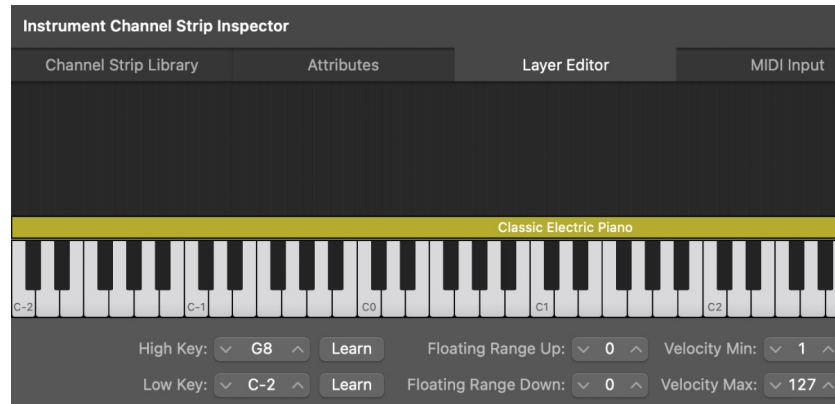 Instrument Channel Strip Inspector
Channel Strip Library Attributes Layer Editor MIDI Input
Classic Electric Piano
C-2 C-1 C0 C1 C2
High Key: G8 Learn Floating Range Up: 0 Velocity Min: 1
Low Key: C-2 Learn Floating Range Down: 0 Velocity Max: 127